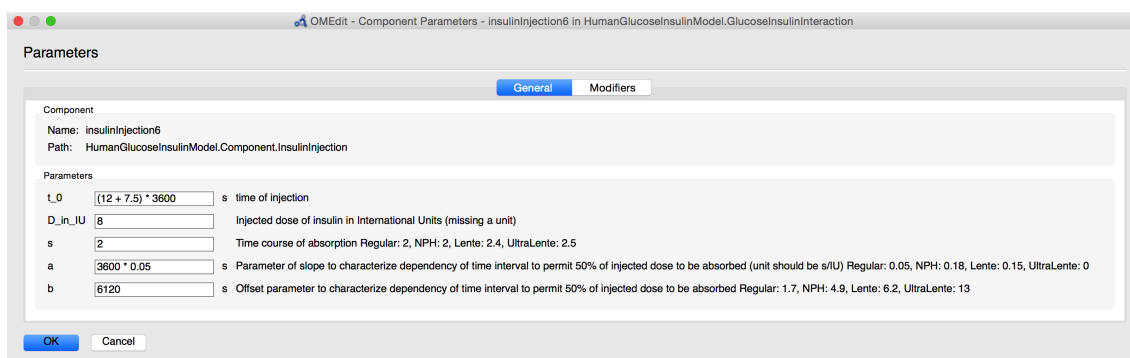 OMEdit - Component Parameters - insulinInjection6 in HumanGlucoseInsulinModel.GlucoseInsulinInteraction
Parameters
General Modifiers
Component
Name: insulinInjection6
Path: HumanGlucoseInsulinModel.Component.InsulinInjection
Parameters
t_0 (12 + 7.5) * 3600 s time of injection
D_in_IU 8 Injected dose of insulin in International Units (missing a unit)
s 2 Time course of absorption Regular: 2, NPH: 2, Lente: 2.4, UltraLente: 2.5
a 3600 * 0.05 s Parameter of slope to characterize dependency of time interval to permit 50% of injected dose to be absorbed (unit should be s/IU) Regular: 0.05, NPH: 0.18, Lente: 0.15, UltraLente: 0
b 6120 s Offset parameter to characterize dependency of time interval to permit 50% of injected dose to be absorbed Regular: 1.7, NPH: 4.9, Lente: 6.2, UltraLente: 13
OK Cancel